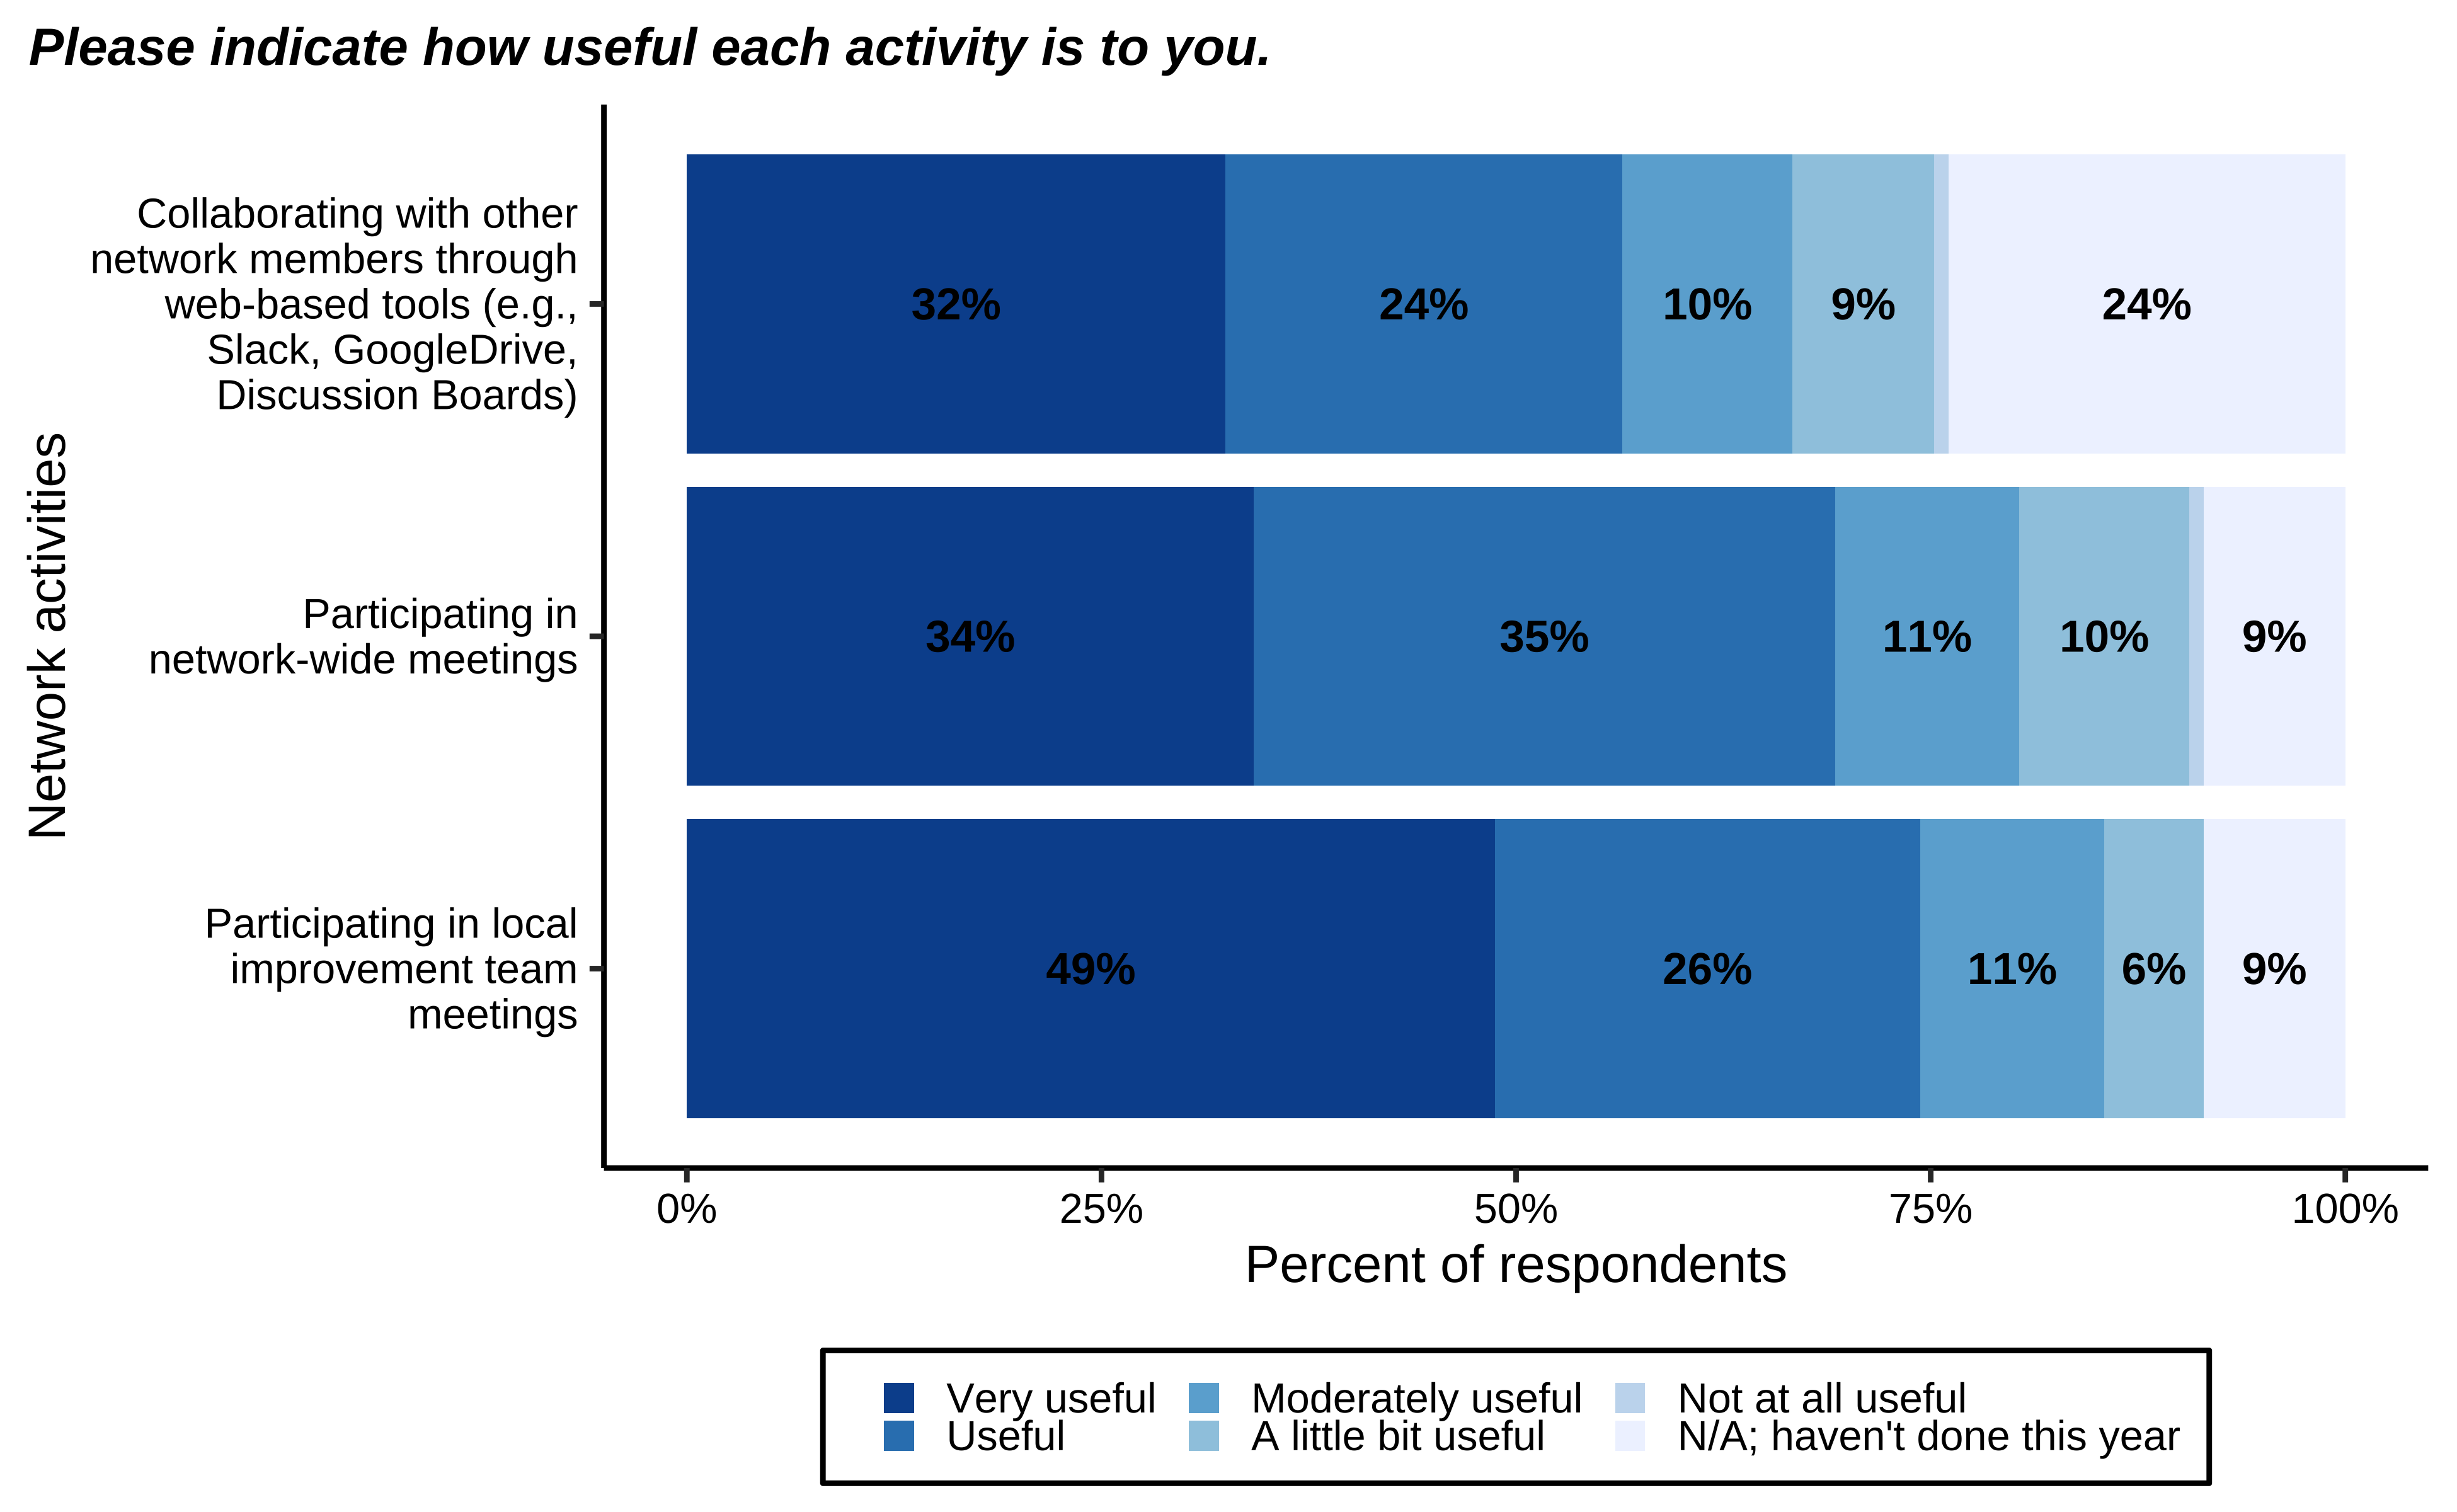 Please indicate how useful each activity is to you.
Network activities
Collaborating with other
network members through
web-based tools (e.g.,
Slack, GoogleDrive,
Discussion Boards)
32%
24%
10%
9%
24%
Participating in
network-wide meetings
34%
35%
11%
10%
9%
Participating in local
improvement team
meetings
49%
26%
11%
6%
9%
0%
25%
50%
75%
100%
Percent of respondents
Very useful
Useful
Moderately useful
A little bit useful
Not at all useful
N/A; haven't done this year